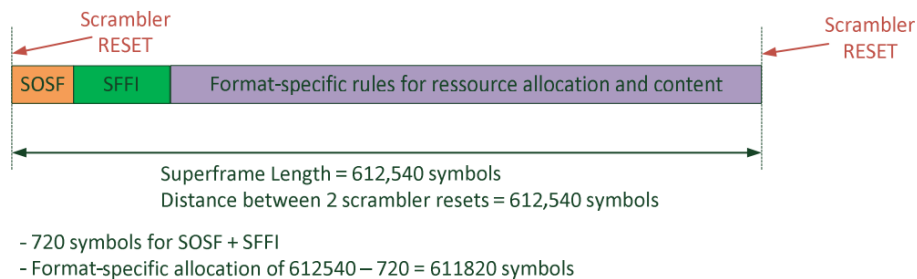 Scrambler
RESET
Scrambler
RESET
SOSF
SFFI
Format-specific rules for ressource allocation and content
Superframe Length = 612,540 symbols
Distance between 2 scrambler resets = 612,540 symbols
- 720 symbols for SOSF + SFFI
- Format-specific allocation of 612540 – 720 = 611820 symbols